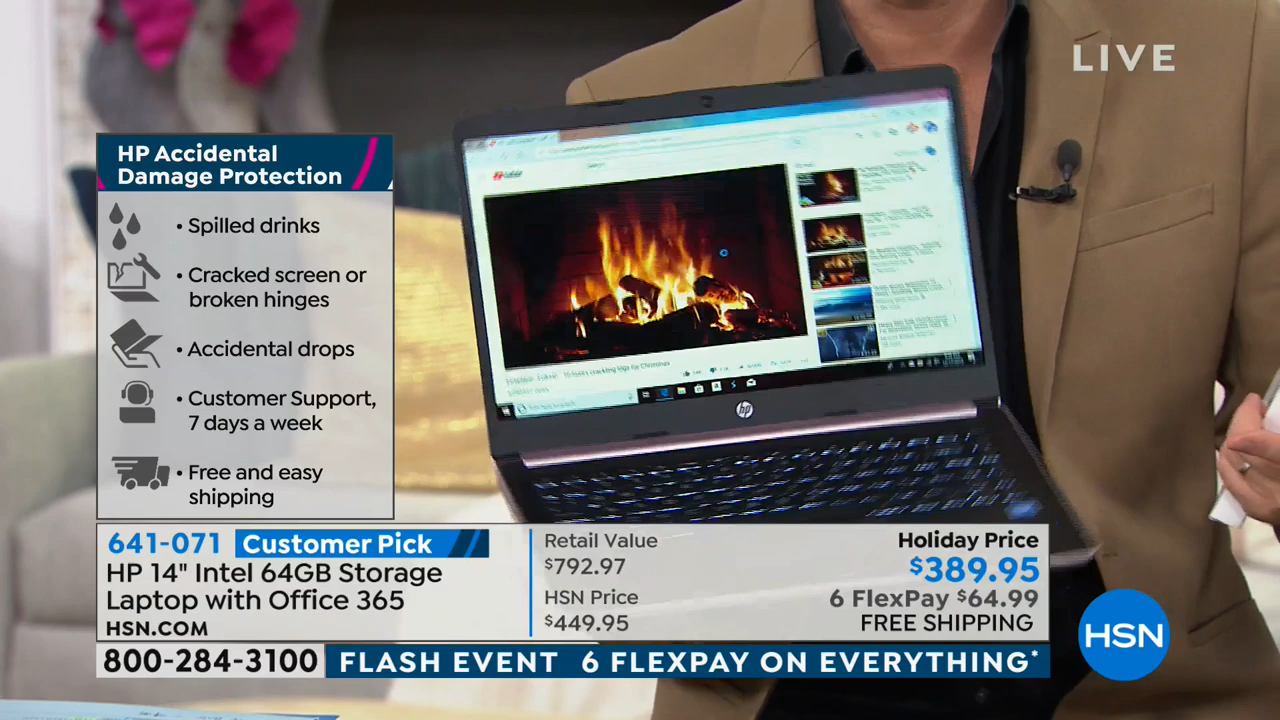 LIVE
HP Accidental
Damage Protection
• Spilled drinks
• Cracked screen or
broken hinges
• Accidental drops
• Customer Support,
7 days a week
• Free and easy
shipping
hp
641-071 Customer Pick
HP 14" Intel 64GB Storage
Laptop with Office 365
HSN.COM
Retail Value
$792.97
HSN Price
$449.95
Holiday Price
$389.95
6 FlexPay $64.99
FREE SHIPPING
HSN
800-284-3100 FLASH EVENT 6 FLEXPAY ON EVERYTHING*